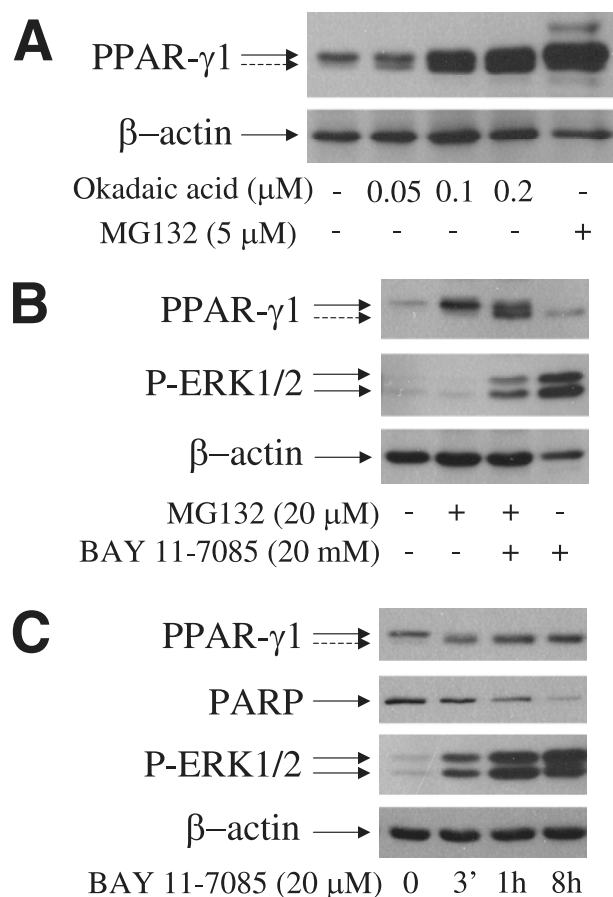 A
PPAR-γ1
β–actin
Okadaic acid (μM) - 0.05 0.1 0.2 -
MG132 (5 μM) - - - - +
B
PPAR-γ1
P-ERK1/2
β–actin
MG132 (20 μM) - + + -
BAY 11-7085 (20 mM) - - + +
C
PPAR-γ1
PARP
P-ERK1/2
β–actin
BAY 11-7085 (20 μM) 0 3’ 1h 8h